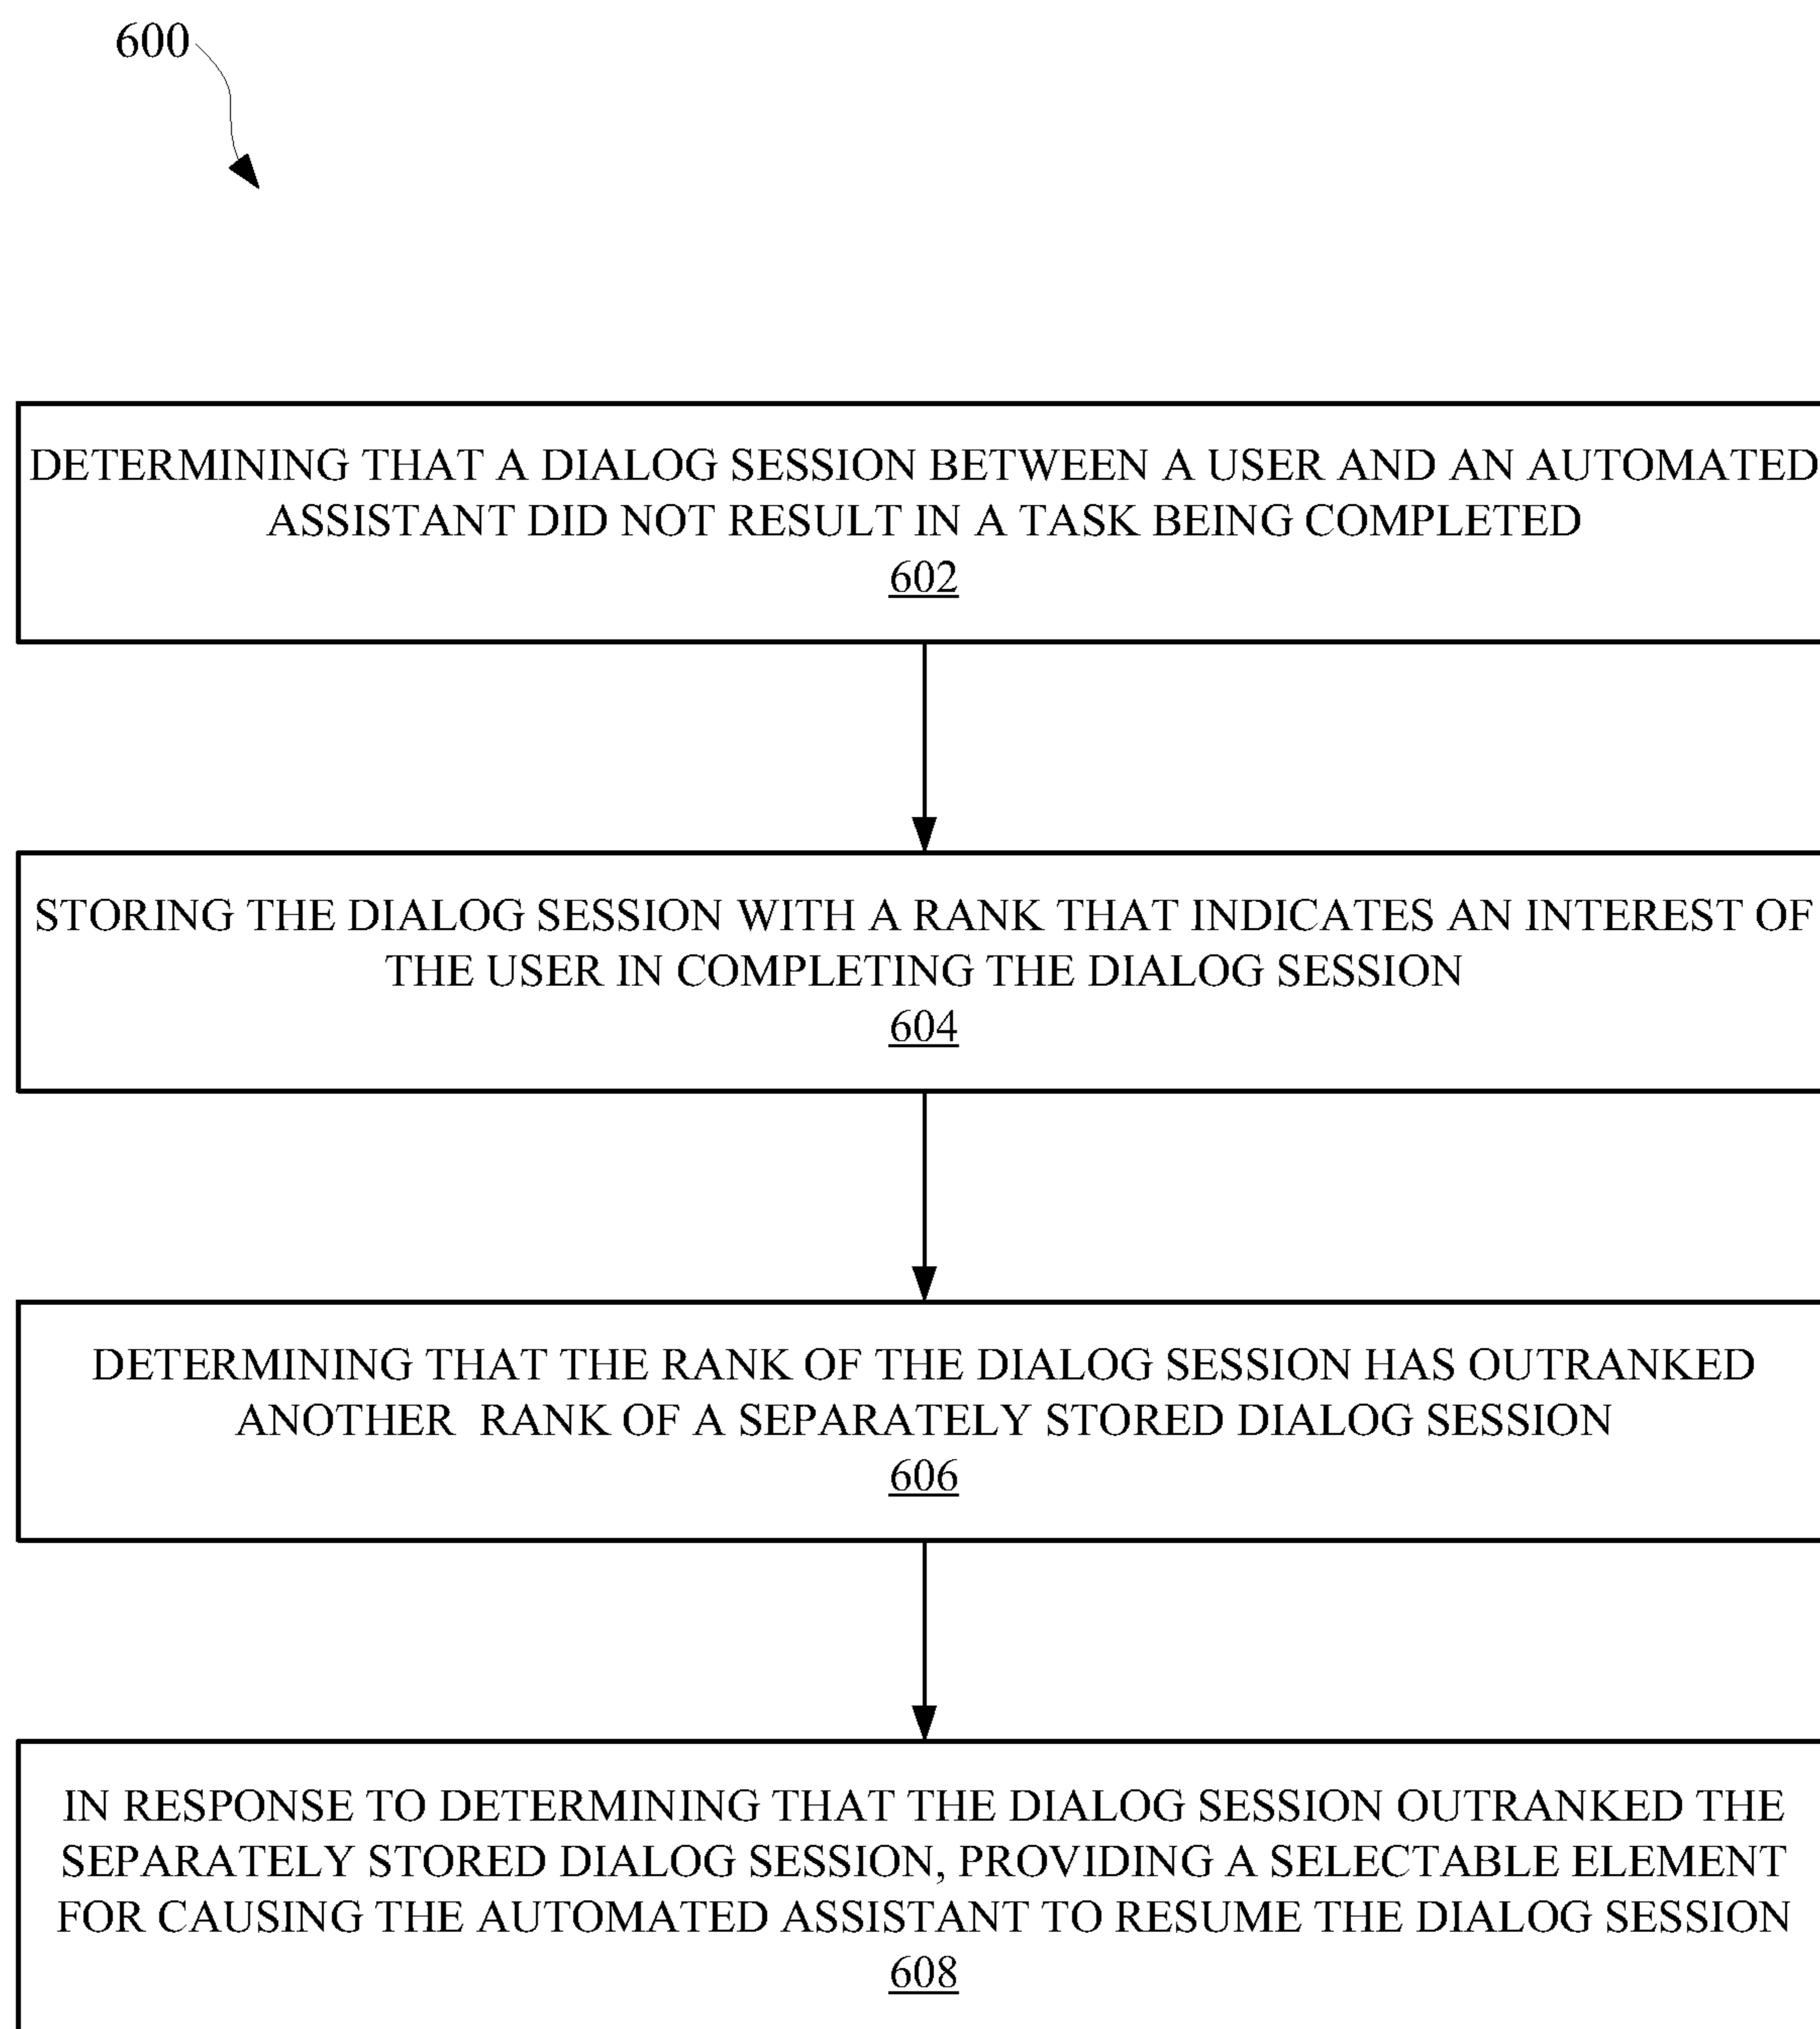 600
DETERMINING THAT A DIALOG SESSION BETWEEN A USER AND AN AUTOMATED
ASSISTANT DID NOT RESULT IN A TASK BEING COMPLETED
602
STORING THE DIALOG SESSION WITH A RANK THAT INDICATES AN INTEREST OF
THE USER IN COMPLETING THE DIALOG SESSION
604
DETERMINING THAT THE RANK OF THE DIALOG SESSION HAS OUTRANKED
ANOTHER  RANK OF A SEPARATELY STORED DIALOG SESSION
606
IN RESPONSE TO DETERMINING THAT THE DIALOG SESSION OUTRANKED THE
SEPARATELY STORED DIALOG SESSION, PROVIDING A SELECTABLE ELEMENT
FOR CAUSING THE AUTOMATED ASSISTANT TO RESUME THE DIALOG SESSION
608